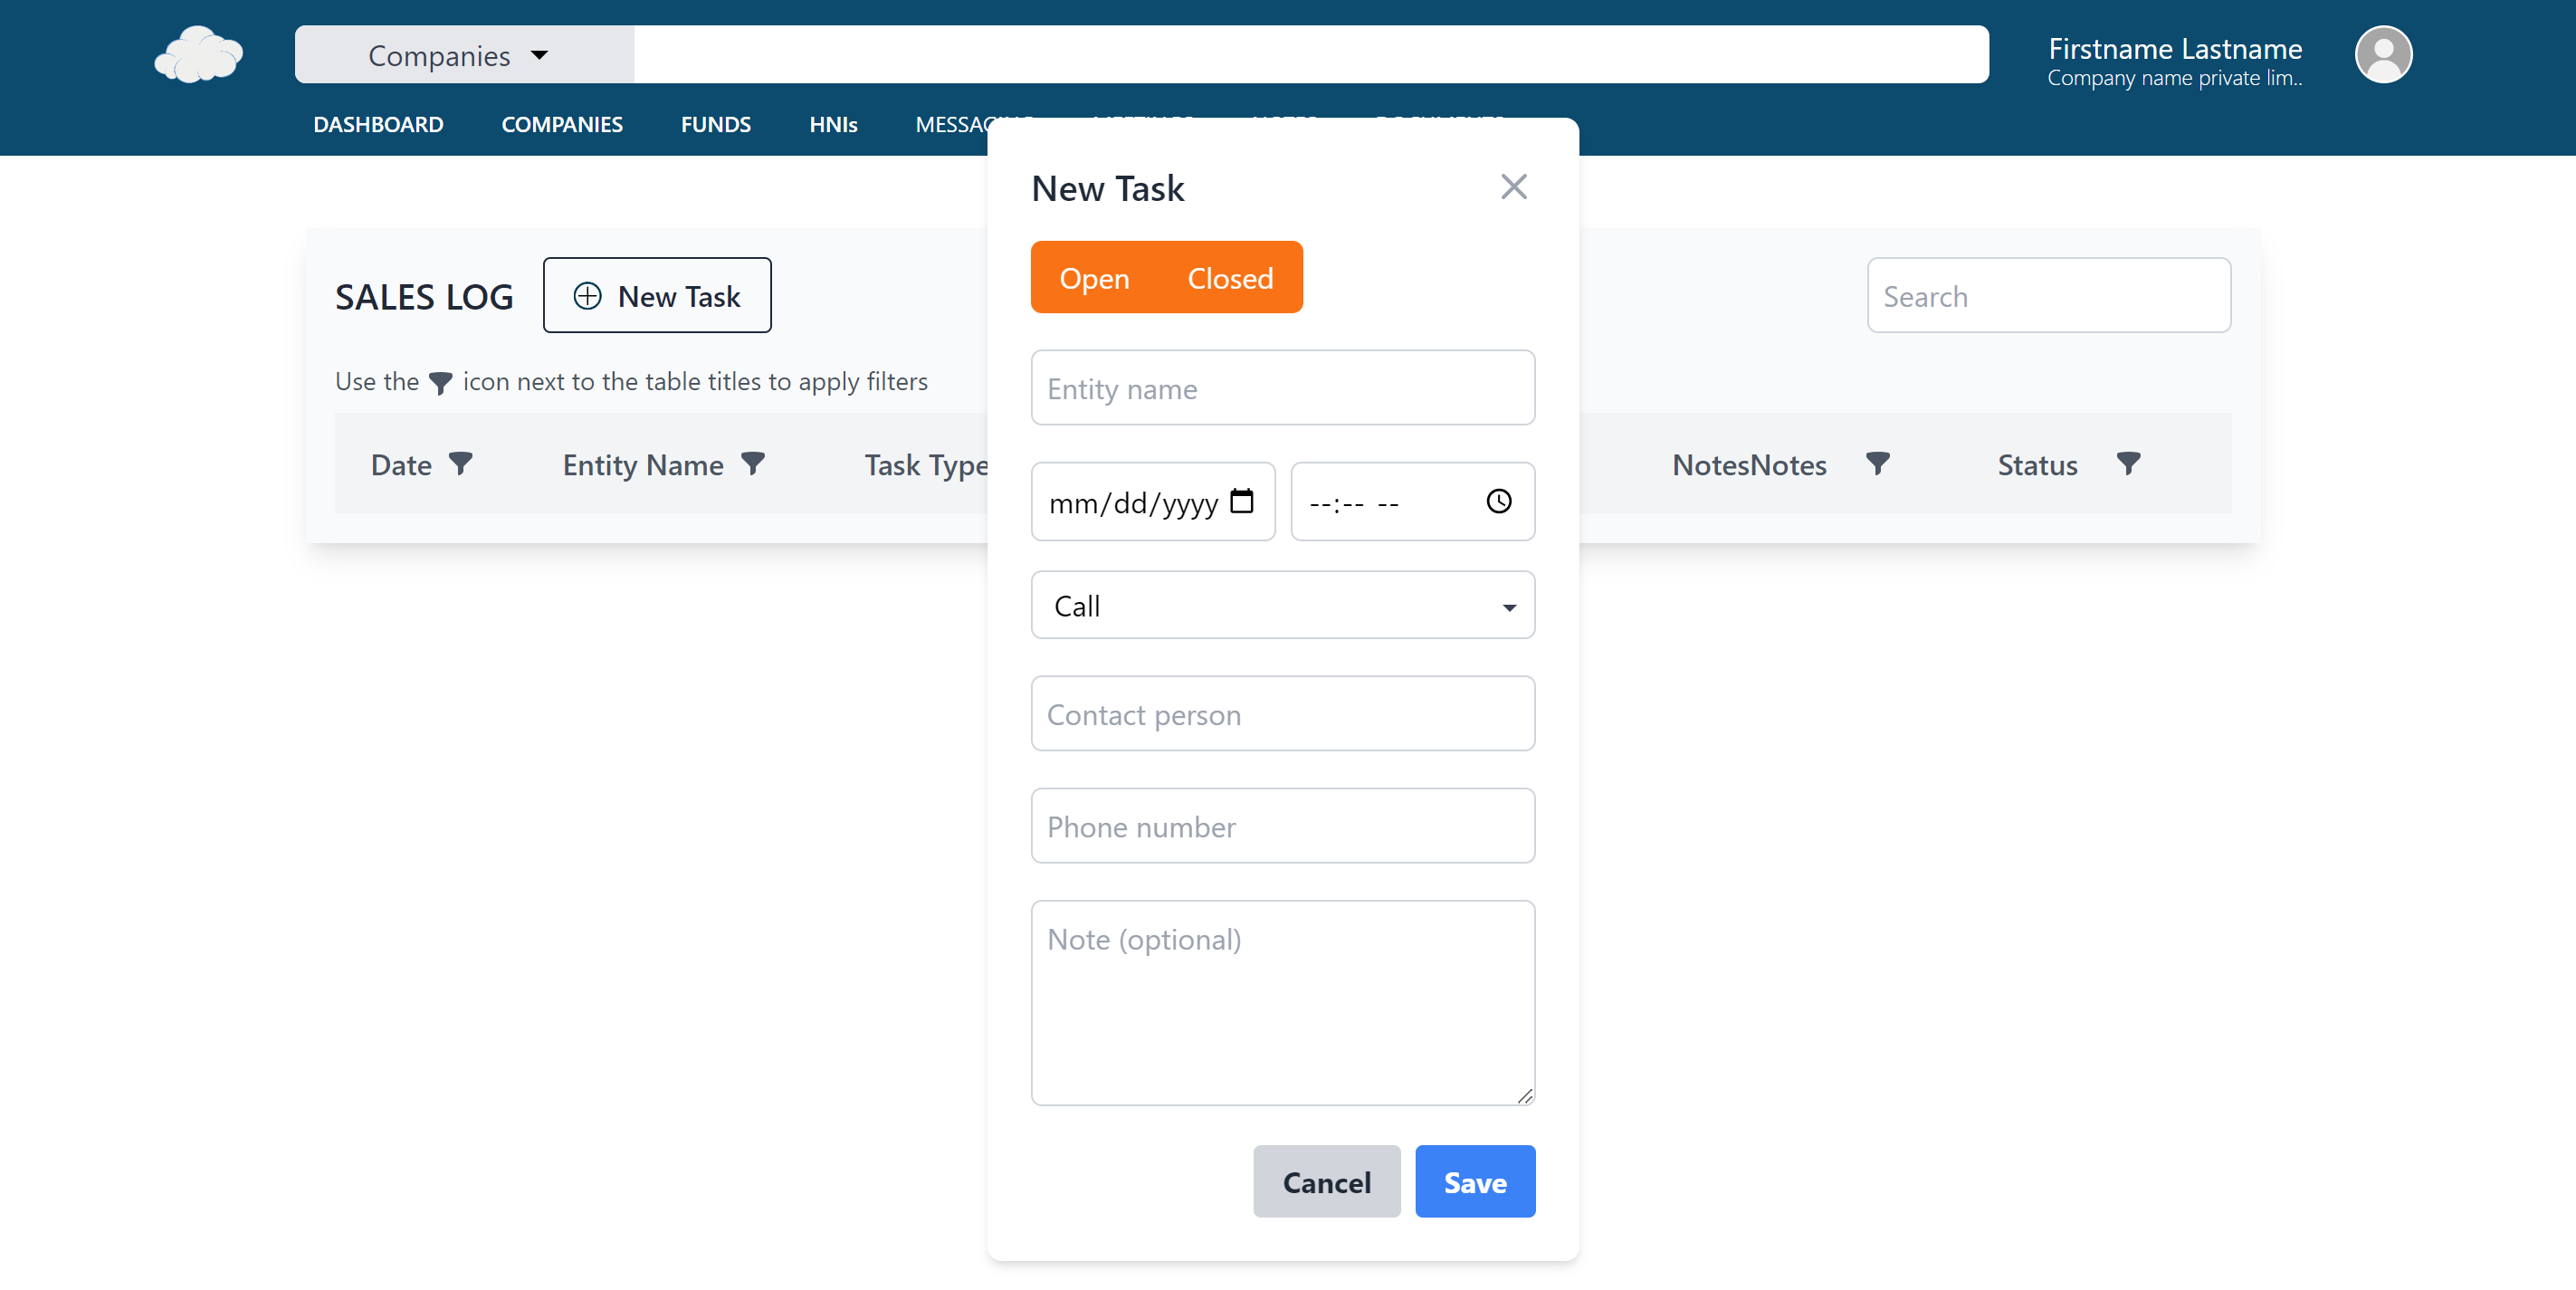 Companies
Firstname Lastname
Company name private lim..
DASHBOARD COMPANIES FUNDS HNIs
New Task
Open Closed
SALES LOG New Task
Search
Use the icon next to the table titles to apply filters
Entity name
Date Entity Name Task Type NotesNotes Status
mm/dd/yyyy --:-- --
Call
Contact person
Phone number
Note (optional)
Cancel Save